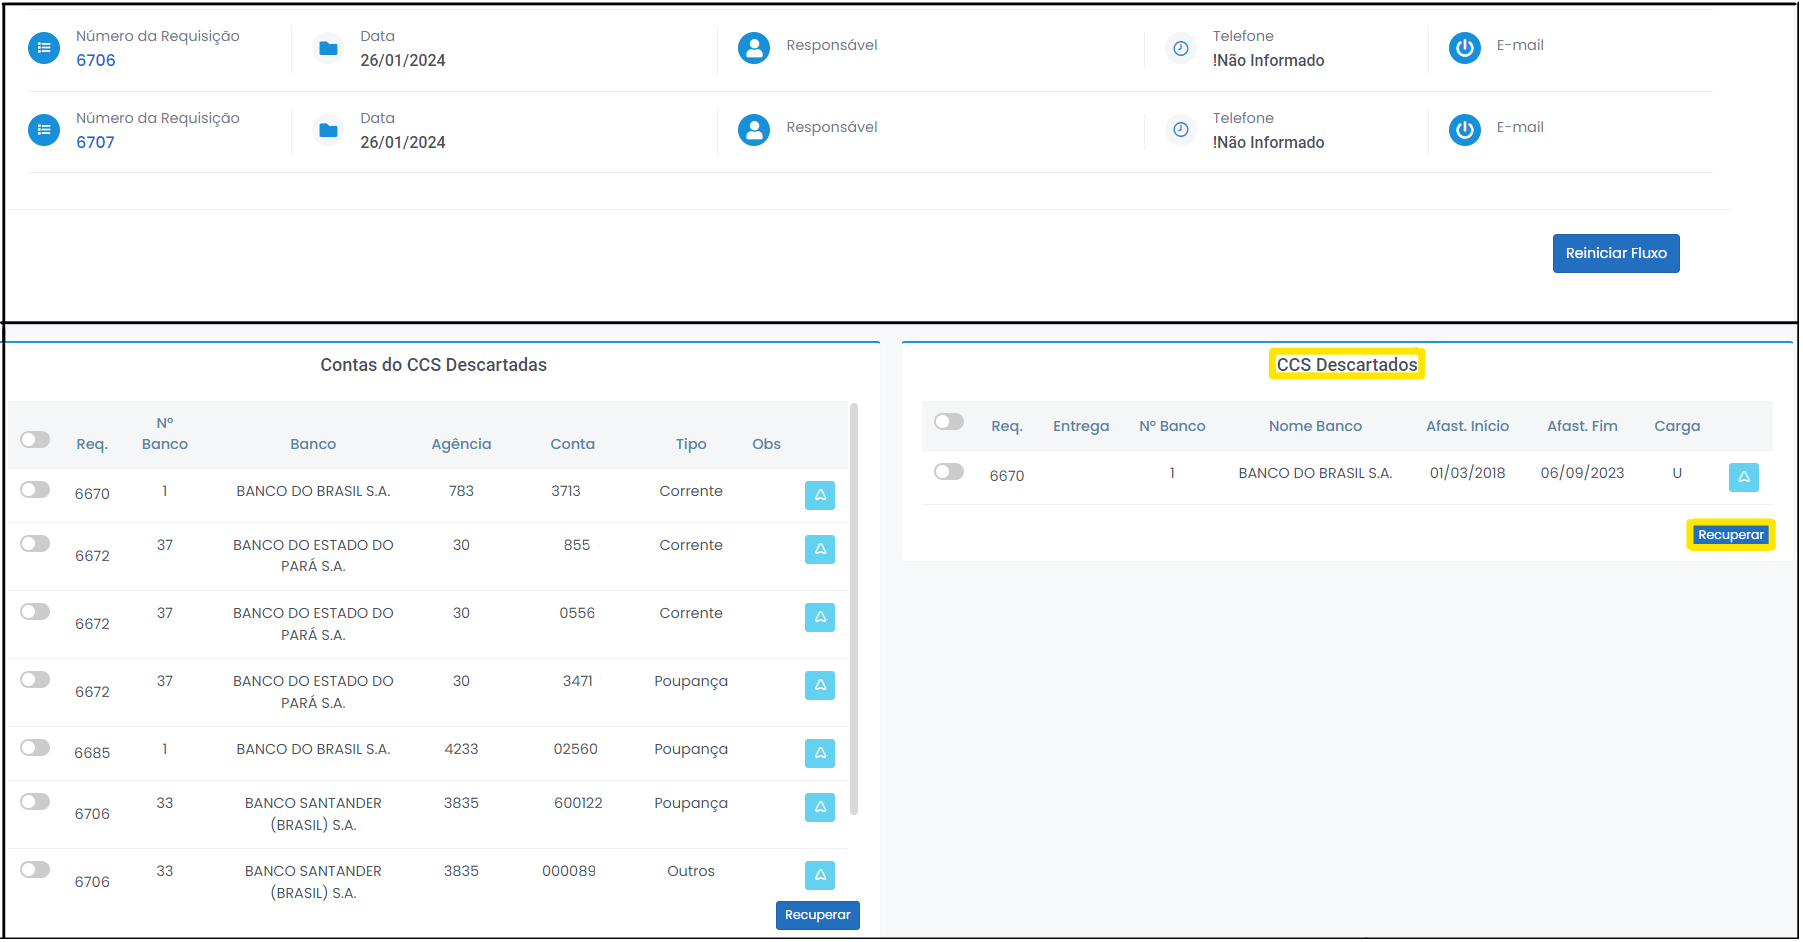 Número da Requisição Data Responsável Telefone E-mail
6706 26/01/2024 !Não Informado
Número da Requisição Data Responsável Telefone E-mail
6707 26/01/2024 !Não Informado
Reiniciar Fluxo
Contas do CCS Descartadas
Req. Nº Banco Banco Agência Conta Tipo Obs
6670 1 BANCO DO BRASIL S.A. 783 3713 Corrente
6672 37 BANCO DO ESTADO DO 30 855 Corrente
PARÁ S.A.
6672 37 BANCO DO ESTADO DO 30 0556 Corrente
PARÁ S.A.
6672 37 BANCO DO ESTADO DO 30 3471 Poupança
PARÁ S.A.
6685 1 BANCO DO BRASIL S.A. 4233 02560 Poupança
6706 33 BANCO SANTANDER 3835 600122 Poupança
(BRASIL) S.A.
6706 33 BANCO SANTANDER 3835 000089 Outros
(BRASIL) S.A.
Recuperar
CCS Descartados
Req. Entrega Nº Banco Nome Banco Afast. Início Afast. Fim Carga
6670 1 BANCO DO BRASIL S.A. 01/03/2018 06/09/2023 U
Recuperar